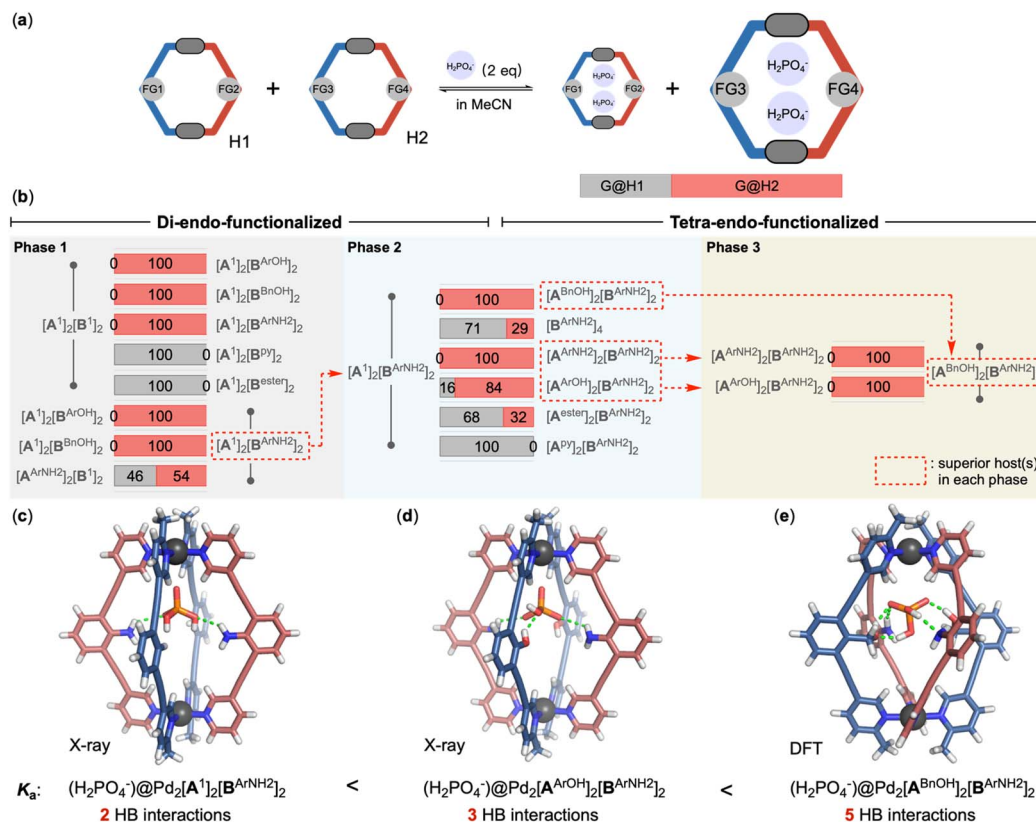 (a)
FG1
FG2
H1
+
FG3
FG4
H2
H₂PO₄⁻ (2 eq)
in MeCN
FG1
H₂PO₄⁻
H₂PO₄⁻
FG2
+
FG3
H₂PO₄⁻
H₂PO₄⁻
FG4
G@H1 G@H2
(b)
Di-endo-functionalized
Tetra-endo-functionalized
Phase 1
[A¹]₂[B¹]₂
0 100 [A¹]₂[B^ArOH]₂
0 100 [A¹]₂[B^BnOH]₂
0 100 [A¹]₂[B^ArNH2]₂
100 0 [A¹]₂[B^py]₂
100 0 [A¹]₂[B^ester]₂
[A¹]₂[B^ArOH]₂ 0 100
[A¹]₂[B^BnOH]₂ 0 100 [A¹]₂[B^ArNH2]₂
[A^ArNH2]₂[B¹]₂ 46 54
Phase 2
[A¹]₂[B^ArNH2]₂
0 100 [A^BnOH]₂[B^ArNH2]₂
71 29 [B^ArNH2]₄
0 100 [A^ArNH2]₂[B^ArNH2]₂
16 84 [A^ArOH]₂[B^ArNH2]₂
68 32 [A^ester]₂[B^ArNH2]₂
100 0 [A^py]₂[B^ArNH2]₂
Phase 3
[A^ArNH2]₂[B^ArNH2]₂ 0 100
[A^ArOH]₂[B^ArNH2]₂ 0 100
[A^BnOH]₂[B^ArNH2]
: superior host(s)
in each phase
(c)
X-ray
(d)
X-ray
(e)
DFT
Kₐ: (H₂PO₄⁻)@Pd₂[A¹]₂[B^ArNH2]₂ < (H₂PO₄⁻)@Pd₂[A^ArOH]₂[B^ArNH2]₂ < (H₂PO₄⁻)@Pd₂[A^BnOH]₂[B^ArNH2]₂
2 HB interactions 3 HB interactions 5 HB interactions